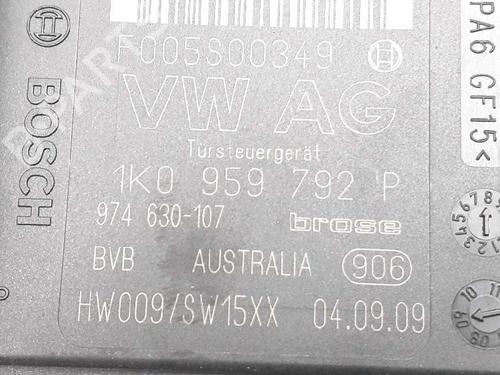 BOSCH
F005S00349
VW AG
Türsteuergerät
1K0 959 792 P
974 630-107 brose
BVB AUSTRALIA 906
HW009/SW15XX 04.09.09
PA6 GF15<